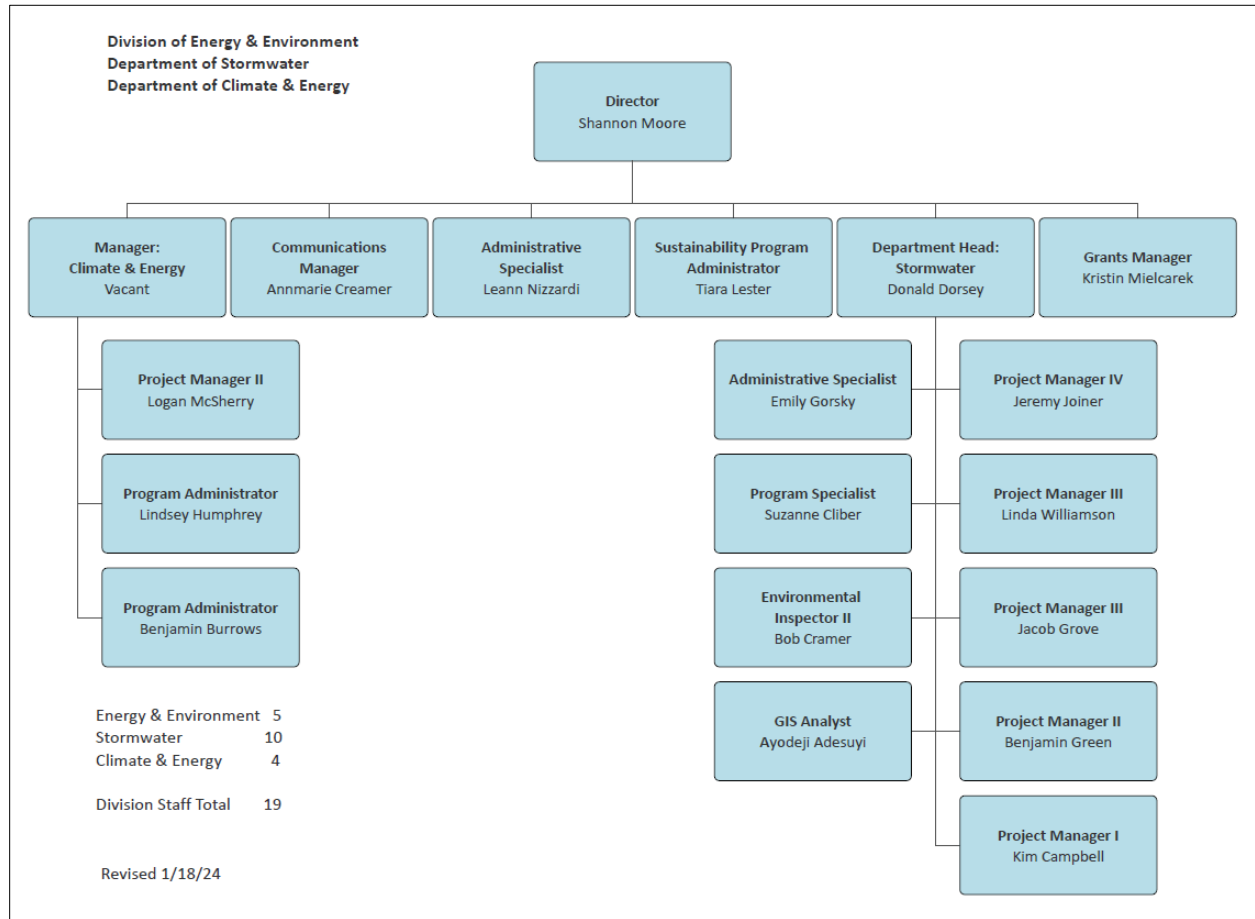 Division of Energy & Environment
Department of Stormwater
Department of Climate & Energy
Director
Shannon Moore
Manager:
Climate & Energy
Vacant
Communications
Manager
Annmarie Creamer
Administrative
Specialist
Leann Nizzardi
Sustainability Program
Administrator
Tiara Lester
Department Head:
Stormwater
Donald Dorsey
Grants Manager
Kristin Mielcarek
Project Manager II
Logan McSherry
Program Administrator
Lindsey Humphrey
Program Administrator
Benjamin Burrows
Administrative Specialist
Emily Gorsky
Program Specialist
Suzanne Cliber
Environmental
Inspector II
Bob Cramer
GIS Analyst
Ayodeji Adesuyi
Project Manager IV
Jeremy Joiner
Project Manager III
Linda Williamson
Project Manager III
Jacob Grove
Project Manager II
Benjamin Green
Project Manager I
Kim Campbell
Energy & Environment 5
Stormwater 10
Climate & Energy 4
Division Staff Total 19
Revised 1/18/24